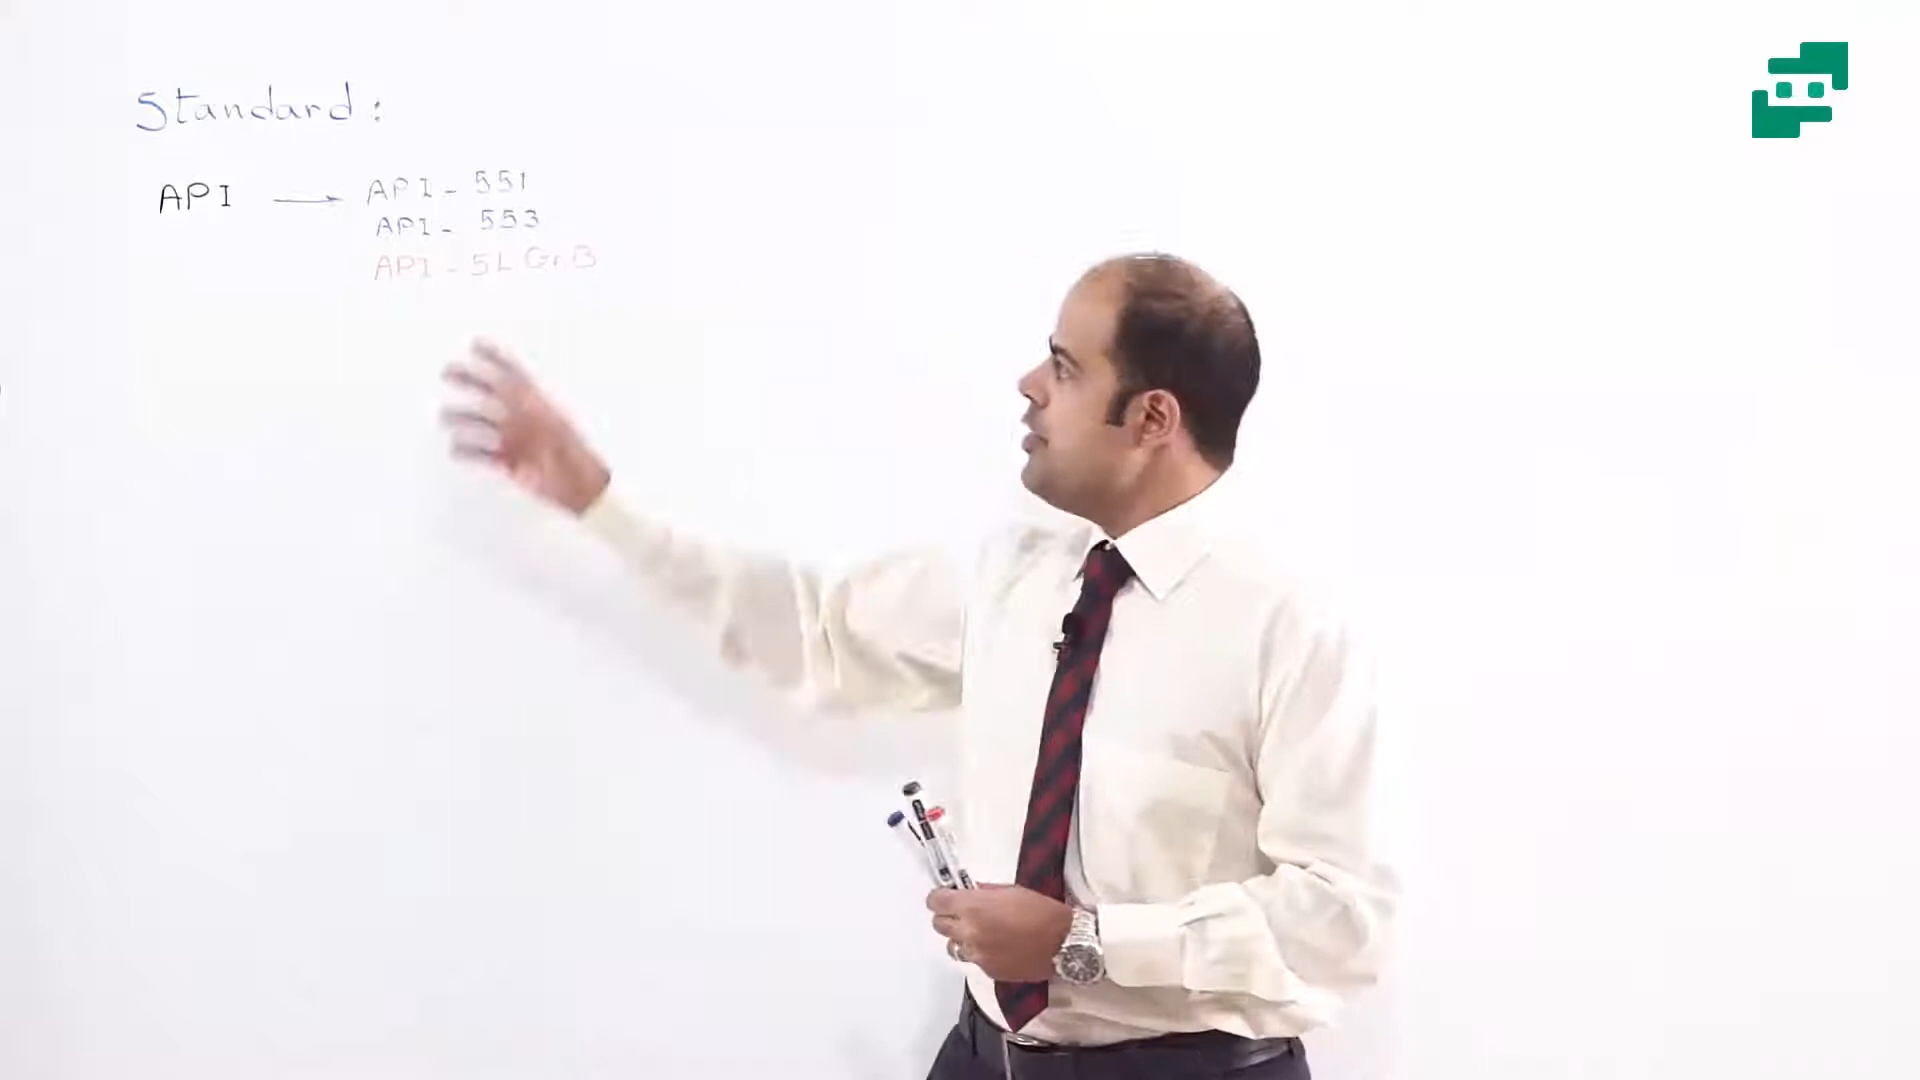 Standard:
API → API - 551
API - 553
API - 5L Gr.B